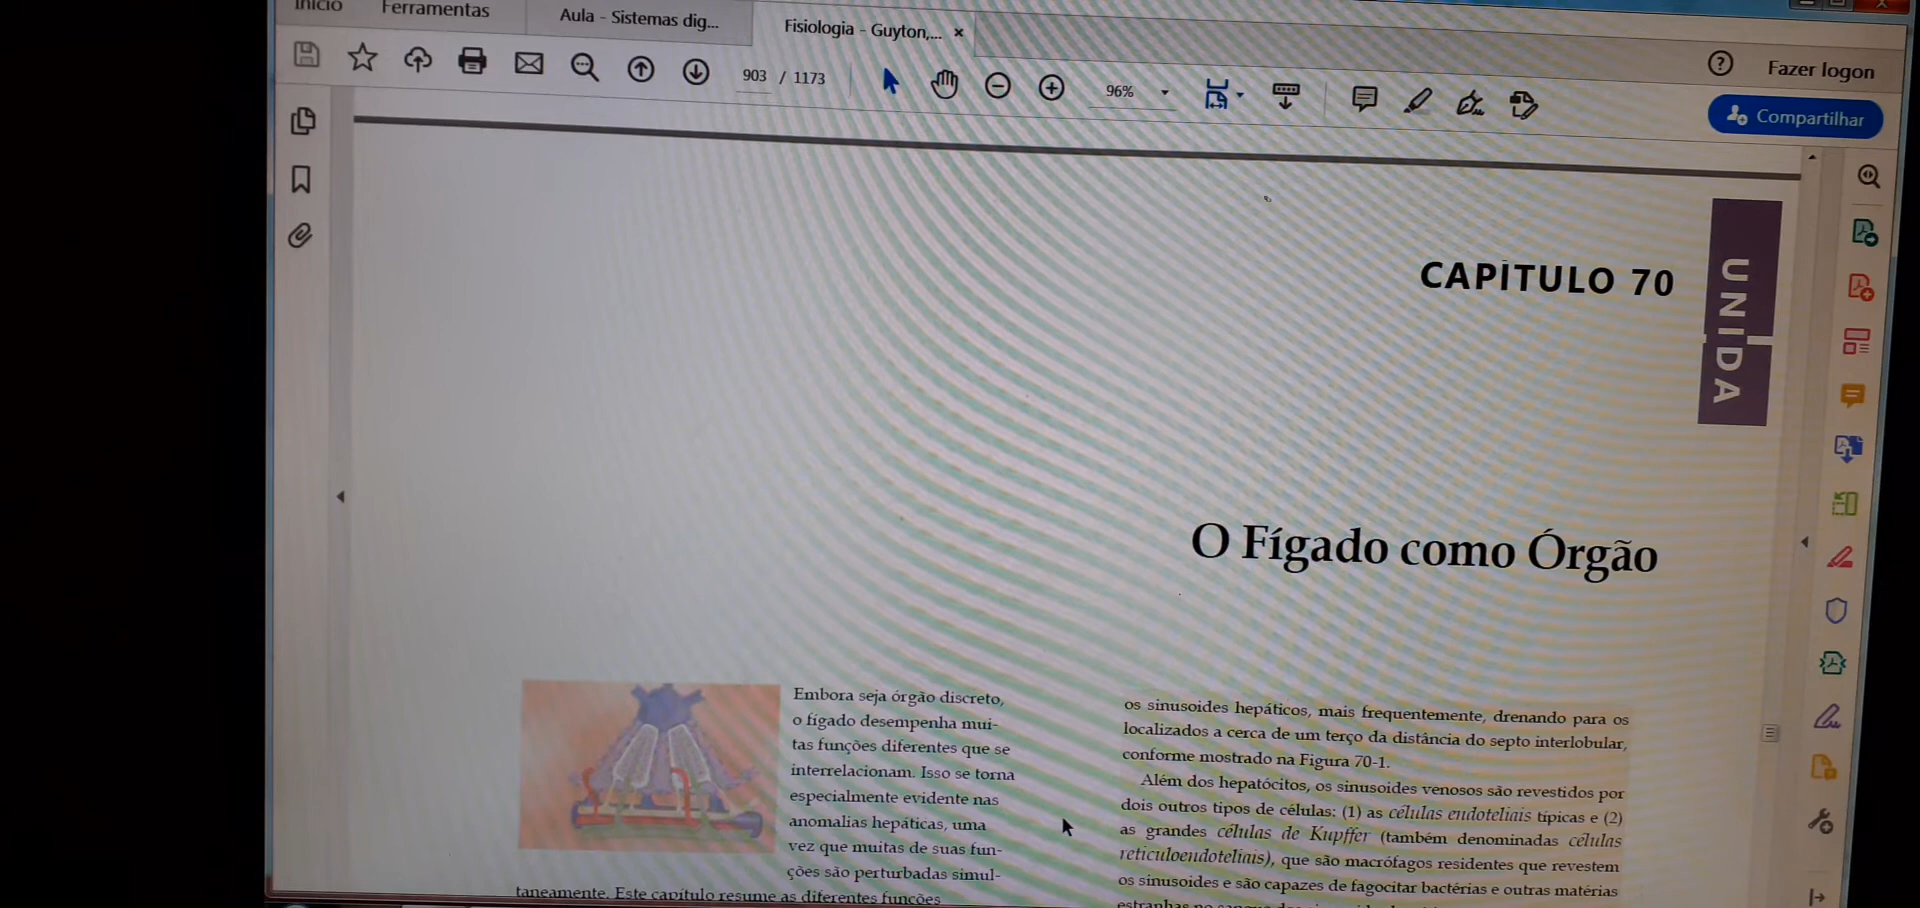 Início Ferramentas Aula - Sistemas dig... Fisiologia - Guyton,... ×
903 / 1173 96% Fazer logon
Compartilhar
CAPÍTULO 70
UNIDA
O Fígado como Órgão
Embora seja órgão discreto,
o fígado desempenha mui-
tas funções diferentes que se
interrelacionam. Isso se torna
especialmente evidente nas
anomalias hepáticas, uma
vez que muitas de suas fun-
ções são perturbadas simul-
taneamente. Este capítulo resume as diferentes funções
os sinusoides hepáticos, mais frequentemente, drenando para os
localizados a cerca de um terço da distância do septo interlobular,
conforme mostrado na Figura 70-1.
Além dos hepatócitos, os sinusoides venosos são revestidos por
dois outros tipos de células: (1) as células endoteliais típicas e (2)
as grandes células de Kupffer (também denominadas células
reticuloendoteliais), que são macrófagos residentes que revestem
os sinusoides e são capazes de fagocitar bactérias e outras matérias
estranhas no